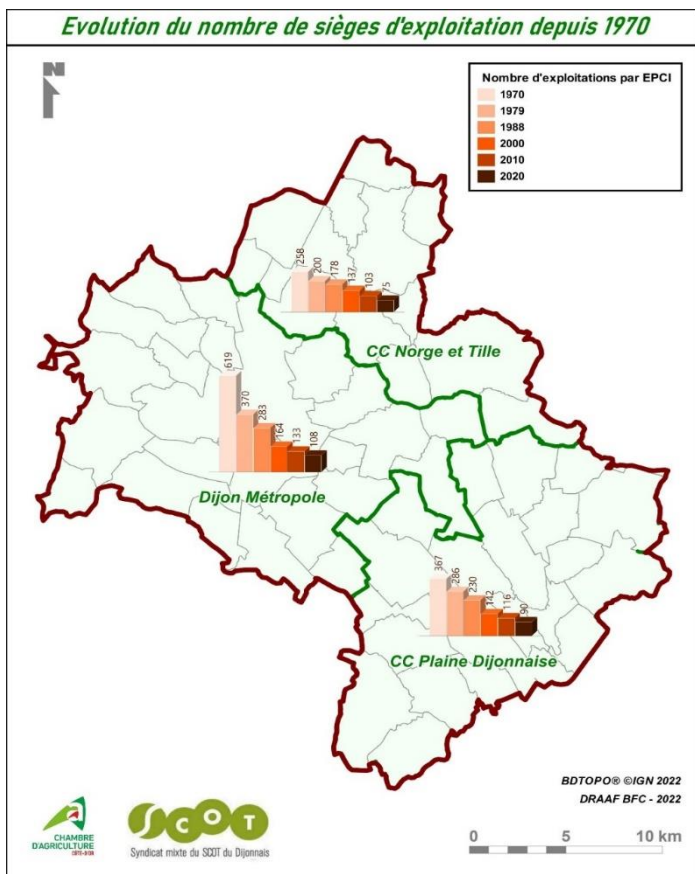 Evolution du nombre de sièges d'exploitation depuis 1970
N
Nombre d'exploitations par EPCI
1970
1979
1988
2000
2010
2020
258
200
178
137
103
75
CC Norge et Tille
619
370
283
164
133
108
Dijon Métropole
367
286
230
142
116
90
CC Plaine Dijonnaise
BDTOPO® ©IGN 2022
DRAAF BFC - 2022
CHAMBRE
D'AGRICULTURE
CÔTE-D'OR
SCOT
Syndicat mixte du SCOT du Dijonnais
0 5 10 km